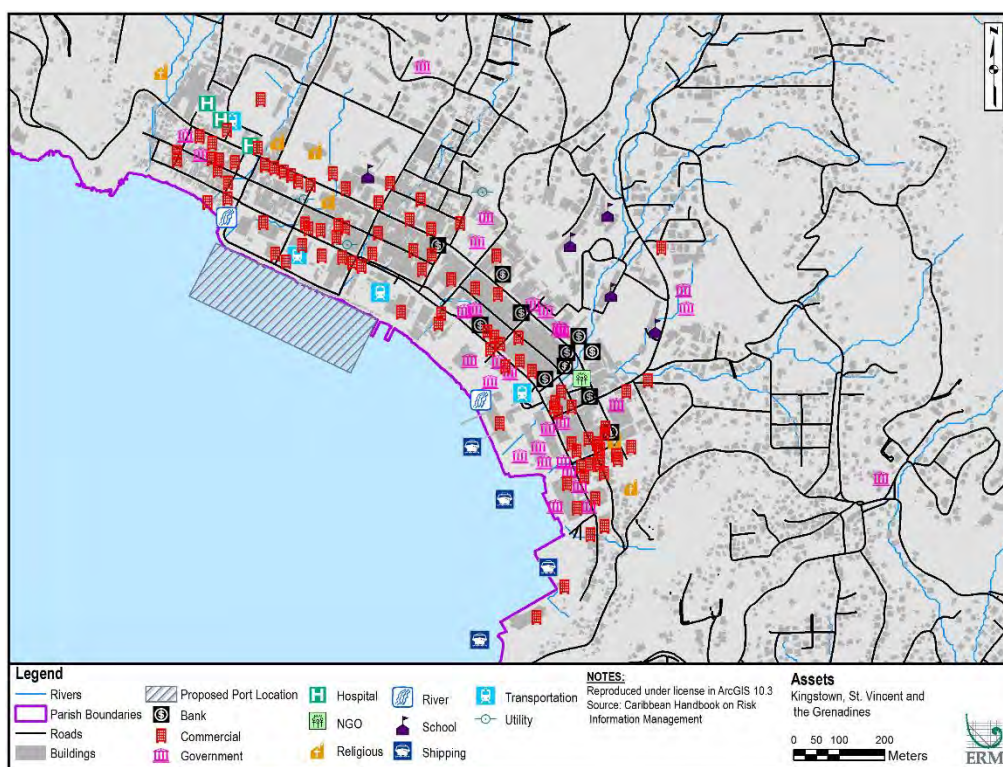 N
Legend
Rivers
Parish Boundaries
Roads
Buildings
Proposed Port Location
Bank
Commercial
Government
Hospital
NGO
Religious
River
School
Shipping
Transportation
Utility
NOTES:
Reproduced under license in ArcGIS 10.3
Source: Caribbean Handbook on Risk
Information Management
Assets
Kingstown, St. Vincent and
the Grenadines
0 50 100 200
Meters
ERM